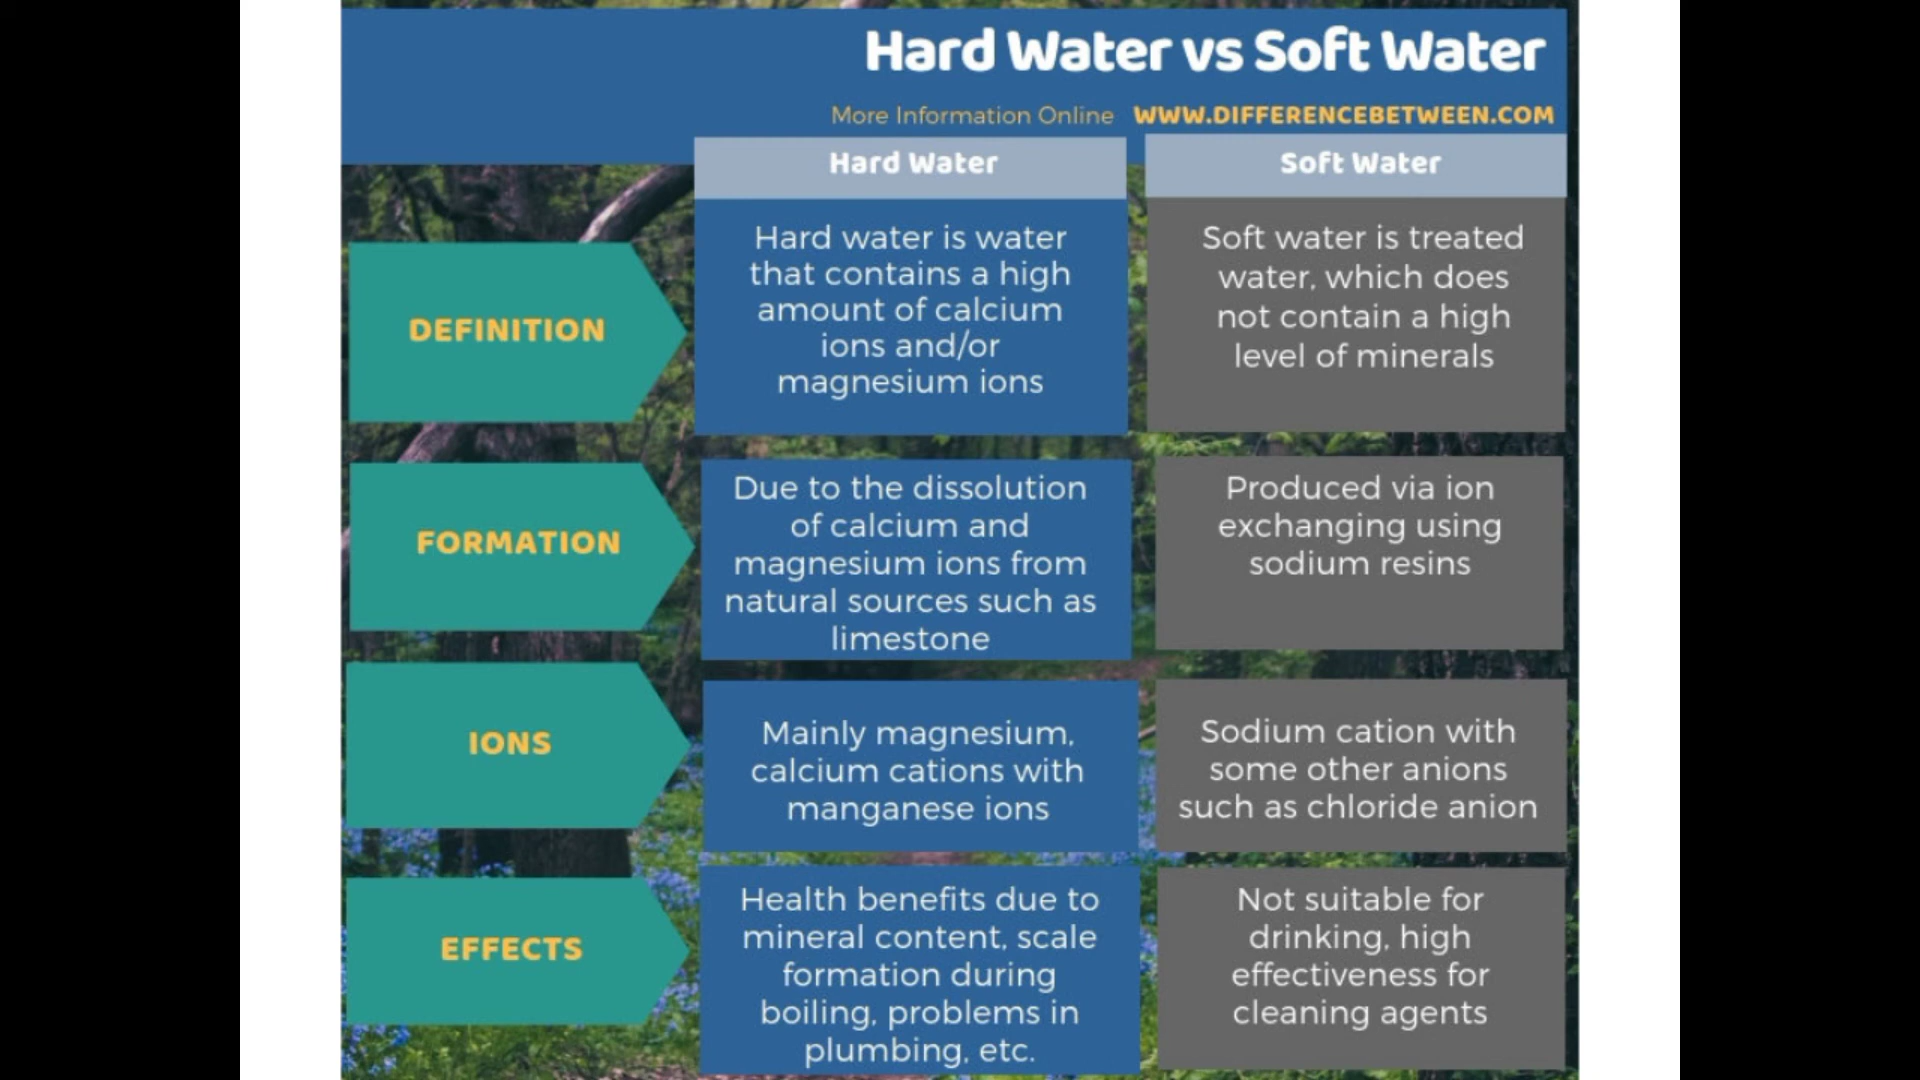 Hard Water vs Soft Water
More Information Online WWW.DIFFERENCEBETWEEN.COM
Hard Water
Soft Water
DEFINITION
Hard water is water
that contains a high
amount of calcium
ions and/or
magnesium ions
Soft water is treated
water, which does
not contain a high
level of minerals
FORMATION
Due to the dissolution
of calcium and
magnesium ions from
natural sources such as
limestone
Produced via ion
exchanging using
sodium resins
IONS
Mainly magnesium,
calcium cations with
manganese ions
Sodium cation with
some other anions
such as chloride anion
EFFECTS
Health benefits due to
mineral content, scale
formation during
boiling, problems in
plumbing, etc.
Not suitable for
drinking, high
effectiveness for
cleaning agents